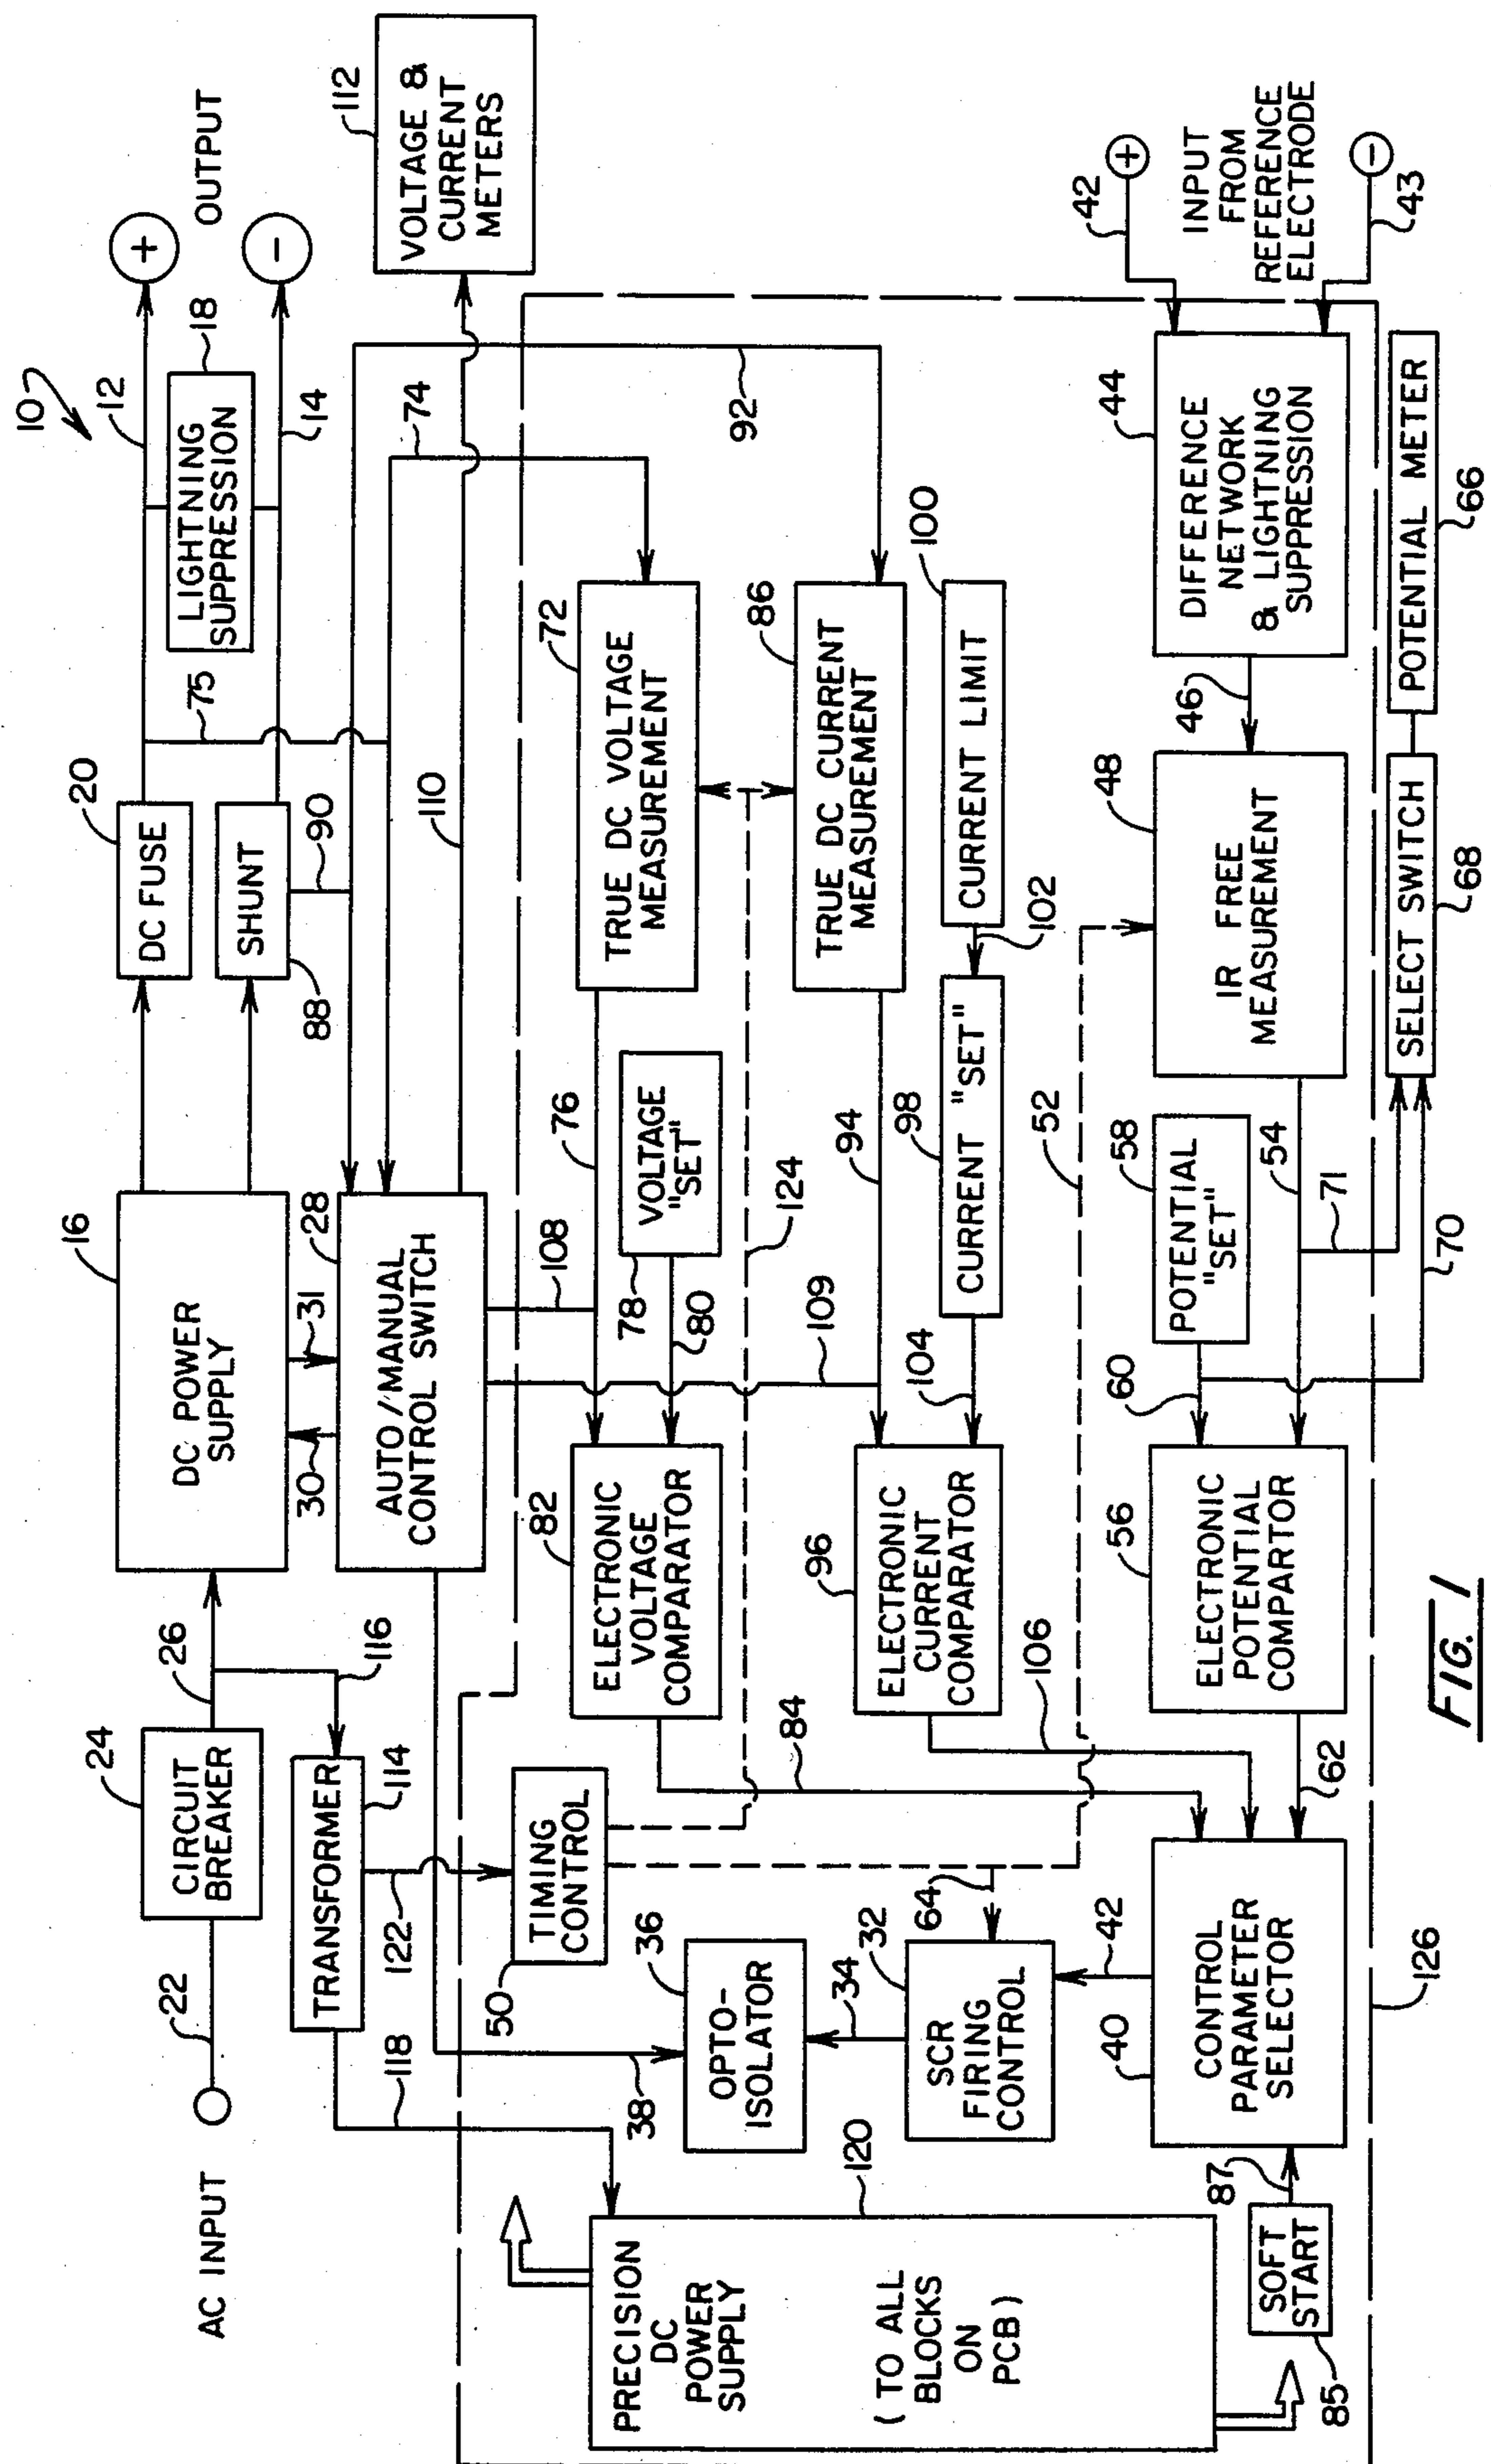 10
AC INPUT
22
CIRCUIT
BREAKER
24
26
116
TRANSFORMER
114
118
122
DC POWER
SUPPLY
16
30
31
AUTO/MANUAL
CONTROL SWITCH
28
DC FUSE
20
SHUNT
88
90
75
12
LIGHTNING
SUPPRESSION
18
14
OUTPUT
+
-
74
92
110
VOLTAGE &
CURRENT
METERS
112
TIMING
CONTROL
50
OPTO-
ISOLATOR
36
38
34
SCR
FIRING
CONTROL
32
64
42
CONTROL
PARAMETER
SELECTOR
40
PRECISION
DC
POWER
SUPPLY
(TO ALL
BLOCKS
ON
PCB)
120
SOFT
START
85
87
ELECTRONIC
VOLTAGE
COMPARATOR
82
84
108
76
VOLTAGE
"SET"
78
80
109
124
TRUE DC VOLTAGE
MEASUREMENT
72
ELECTRONIC
CURRENT
COMPARATOR
96
106
94
TRUE DC CURRENT
MEASUREMENT
86
CURRENT "SET"
98
104
CURRENT LIMIT
100
102
52
ELECTRONIC
POTENTIAL
COMPARTOR
56
62
60
POTENTIAL
"SET"
58
54
71
70
IR FREE
MEASUREMENT
48
46
DIFFERENCE
NETWORK
& LIGHTNING
SUPPRESSION
44
42
+
INPUT
FROM
REFERENCE
ELECTRODE
-
43
SELECT SWITCH
68
POTENTIAL METER
66
126
FIG. 1